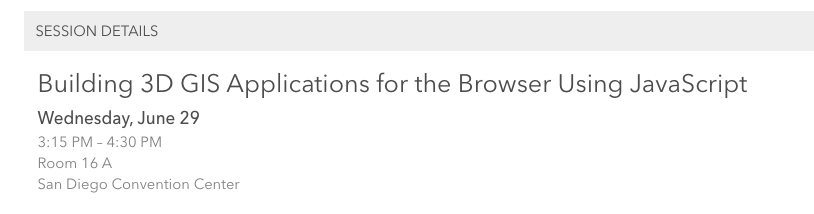 SESSION DETAILS
Building 3D GIS Applications for the Browser Using JavaScript
Wednesday, June 29
3:15 PM – 4:30 PM
Room 16 A
San Diego Convention Center